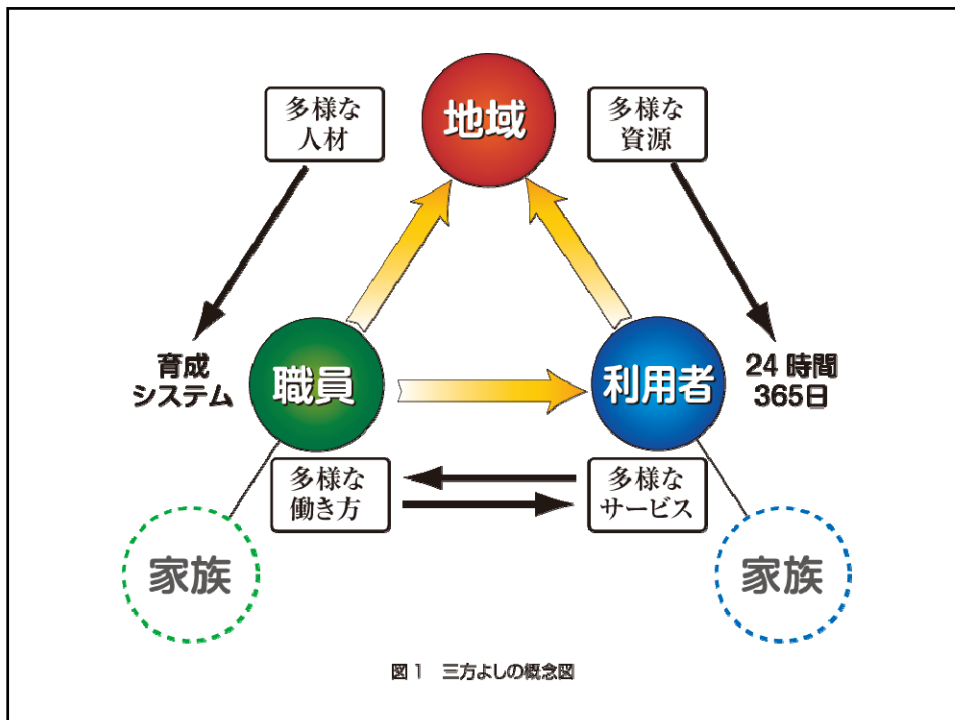 地域
多様な
人材
多様な
資源
育成
システム
職員
利用者
24 時間
365日
多様な
働き方
多様な
サービス
家族
家族
図 1　三方よしの概念図